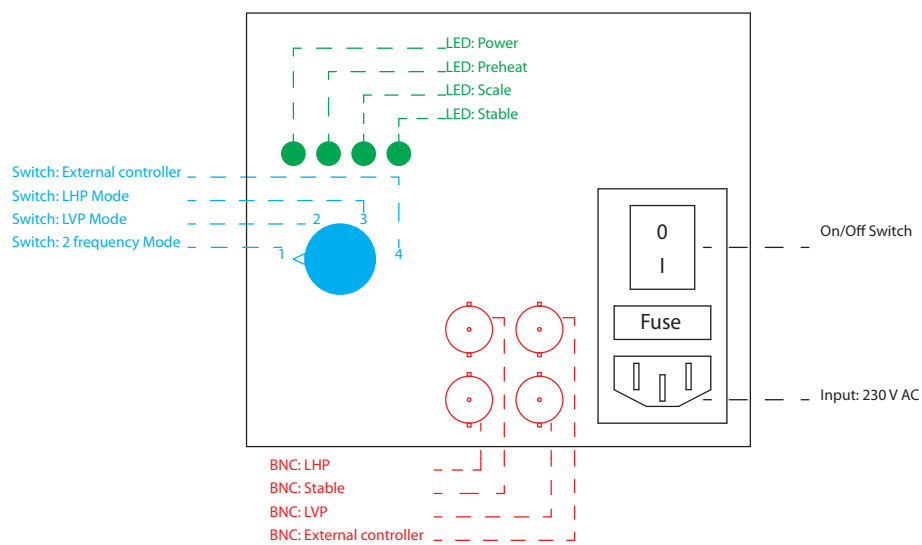 LED: Power
LED: Preheat
LED: Scale
LED: Stable
Switch: External controller
Switch: LHP Mode
Switch: LVP Mode
Switch: 2 frequency Mode
1
2
3
4
0
I
On/Off Switch
Fuse
Input: 230 V AC
BNC: LHP
BNC: Stable
BNC: LVP
BNC: External controller